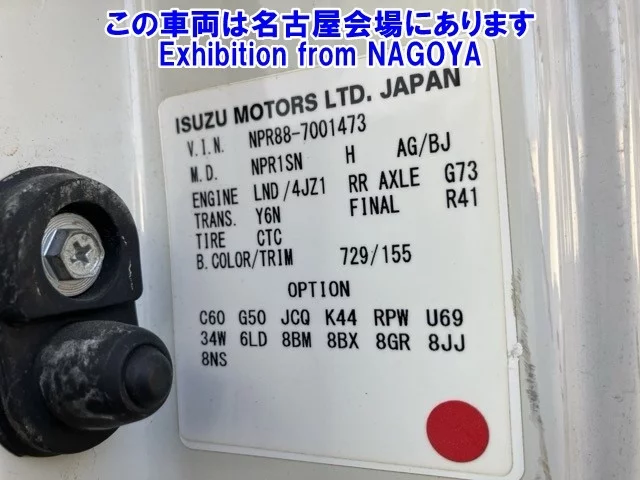 この車両は名古屋会場にあります
Exhibition from NAGOYA
ISUZU MOTORS LTD. JAPAN
V.I.N. NPR88-7001473
M.D. NPR1SN H AG/BJ
ENGINE LND/4JZ1 RR AXLE G73
TRANS. Y6N FINAL R41
TIRE CTC
B.COLOR/TRIM 729/155
OPTION
C60 G50 JCQ K44 RPW U69
34W 6LD 8BM 8BX 8GR 8JJ
8NS